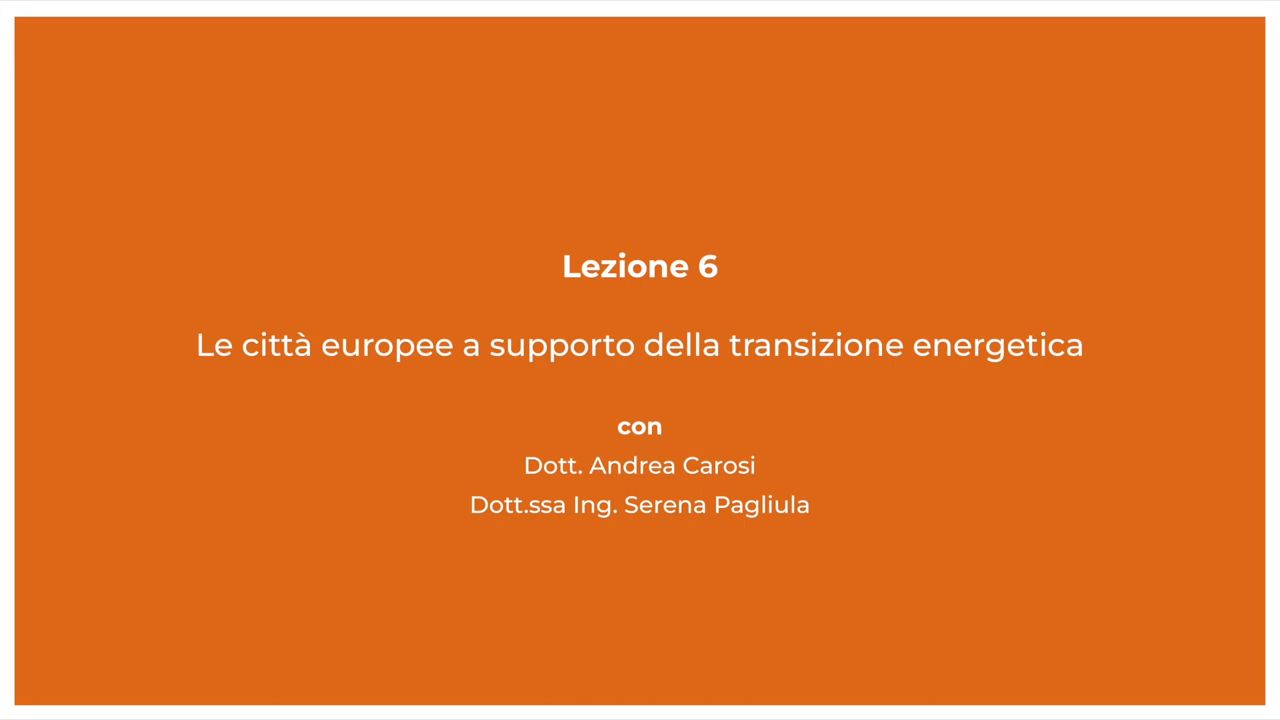 Lezione 6
Le città europee a supporto della transizione energetica
con
Dott. Andrea Carosi
Dott.ssa Ing. Serena Pagliula